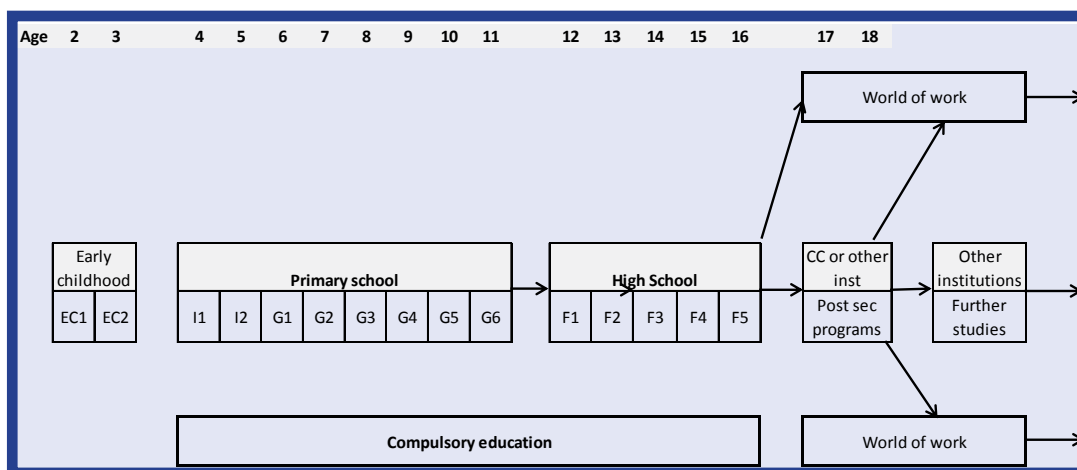 Age 2 3 4 5 6 7 8 9 10 11 12 13 14 15 16 17 18
World of work
Early
childhood
EC1 EC2
Primary school
I1 I2 G1 G2 G3 G4 G5 G6
High School
F1 F2 F3 F4 F5
CC or other
inst
Post sec
programs
Other
institutions
Further
studies
Compulsory education
World of work